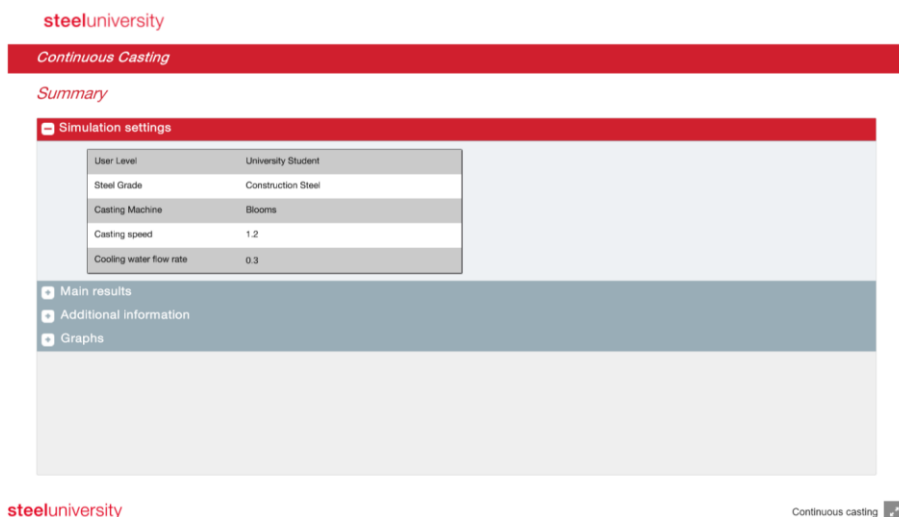 steeluniversity
Continuous Casting
Summary
Simulation settings
User Level University Student
Steel Grade Construction Steel
Casting Machine Blooms
Casting speed 1.2
Cooling water flow rate 0.3
Main results
Additional information
Graphs
steeluniversity Continuous casting